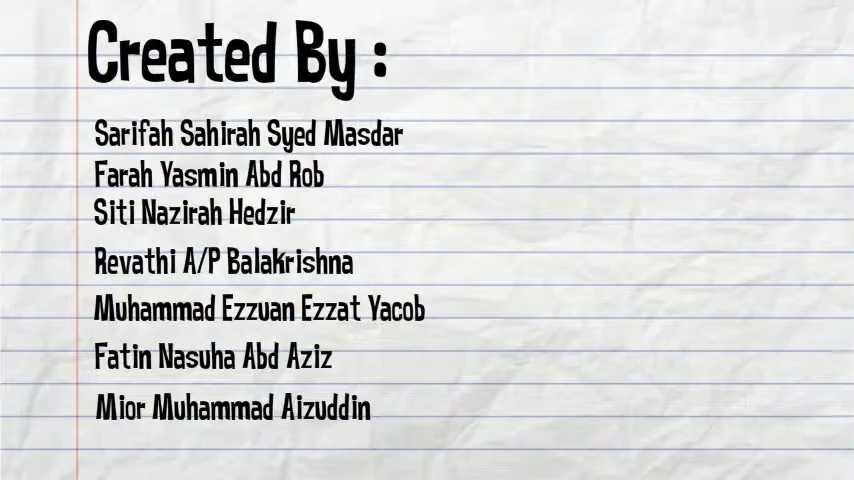 Created By :
Sarifah Sahirah Syed Masdar
Farah Yasmin Abd Rob
Siti Nazirah Hedzir
Revathi A/P Balakrishna
Muhammad Ezzuan Ezzat Yacob
Fatin Nasuha Abd Aziz
Mior Muhammad Aizuddin